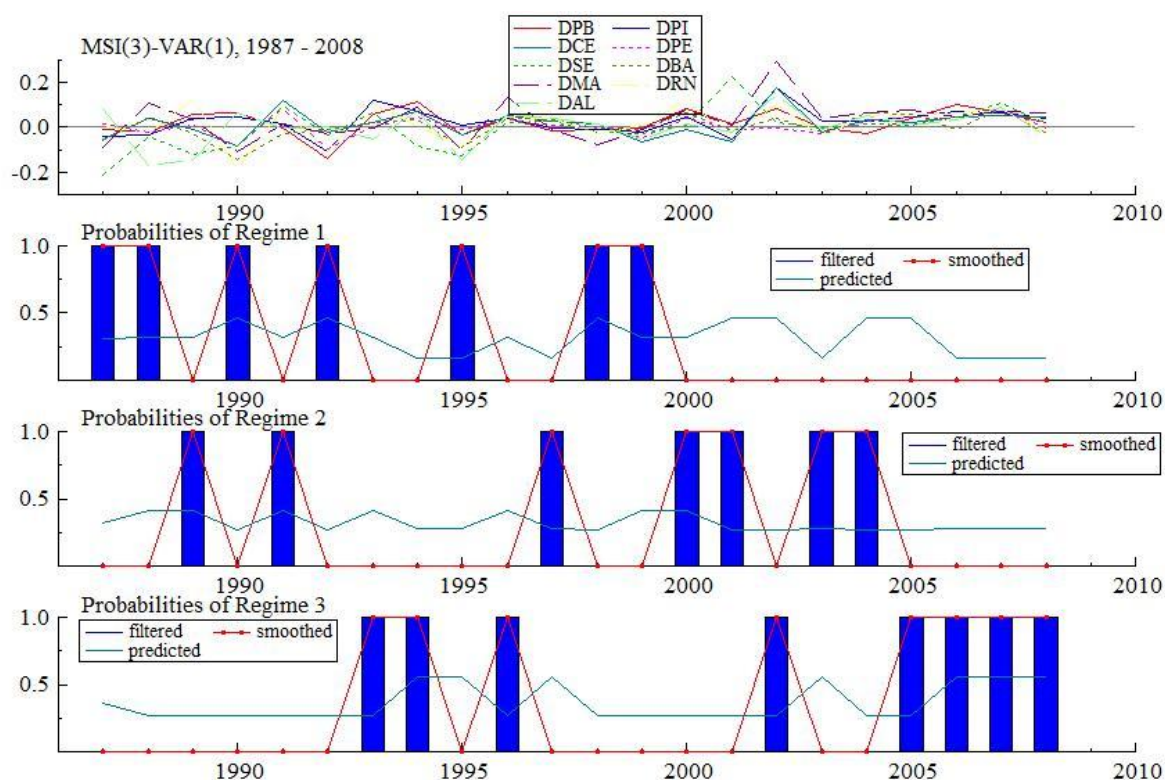 MSI(3)-VAR(1), 1987 - 2008
DPB DPI
DCE DPE
DSE DBA
DMA DRN
DAL
0.2
0.0
-0.2
1990 1995 2000 2005 2010
Probabilities of Regime 1
1.0
filtered smoothed
predicted
0.5
1990 1995 2000 2005 2010
Probabilities of Regime 2
1.0
filtered smoothed
predicted
0.5
1990 1995 2000 2005 2010
Probabilities of Regime 3
1.0
filtered smoothed
predicted
0.5
1990 1995 2000 2005 2010